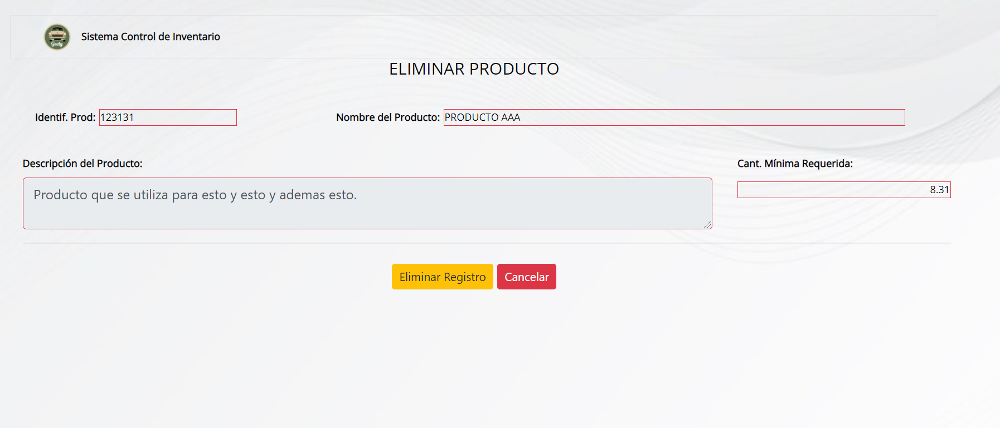 Geely
Sistema Control de Inventario
ELIMINAR PRODUCTO
Identif. Prod: 123131
Nombre del Producto: PRODUCTO AAA
Descripción del Producto:
Cant. Mínima Requerida:
Producto que se utiliza para esto y esto y ademas esto.
8.31
Eliminar Registro
Cancelar